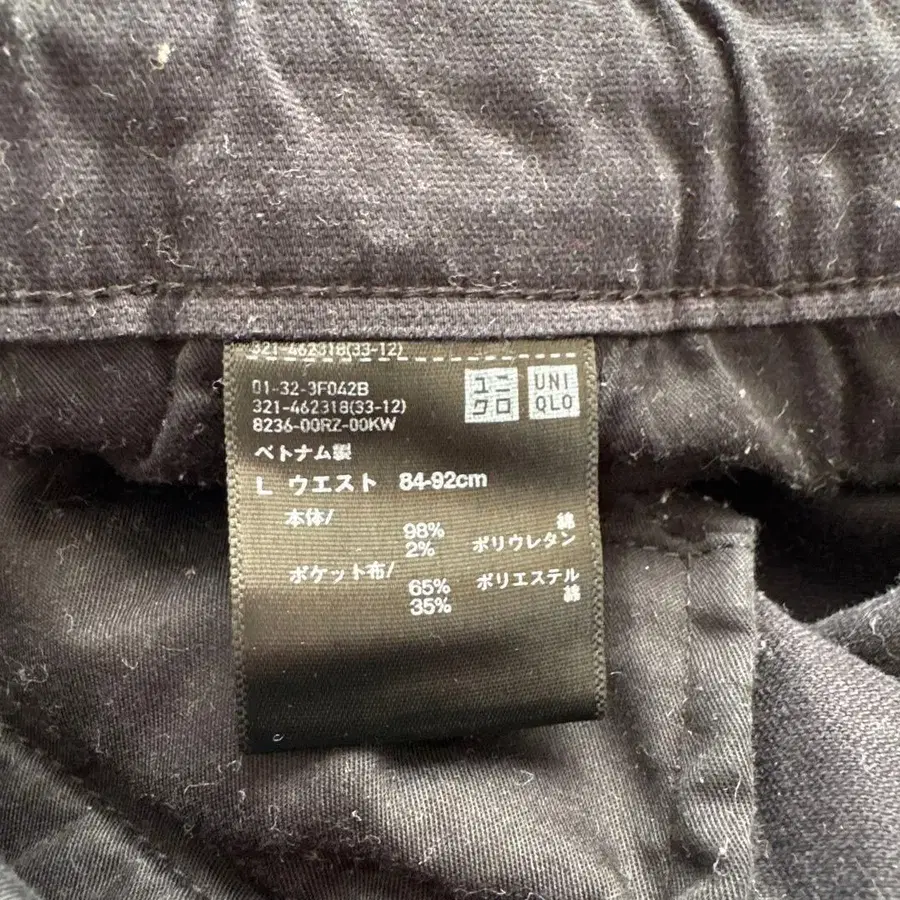 321-462318(33-12)
01-32-3F042B
321-462318(33-12)
8236-00RZ-00KW
ユニ
クロ
UNI
QLO
ベトナム製
L ウエスト 84-92cm
本体/
98% 綿
2% ポリウレタン
ポケット布/
65% ポリエステル
35% 綿